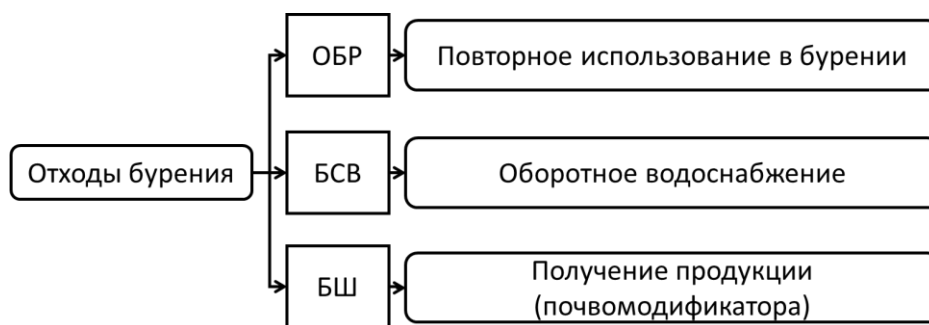 ОБР
Повторное использование в бурении
Отходы бурения
БСВ
Оборотное водоснабжение
БШ
Получение продукции
(почвомодификатора)